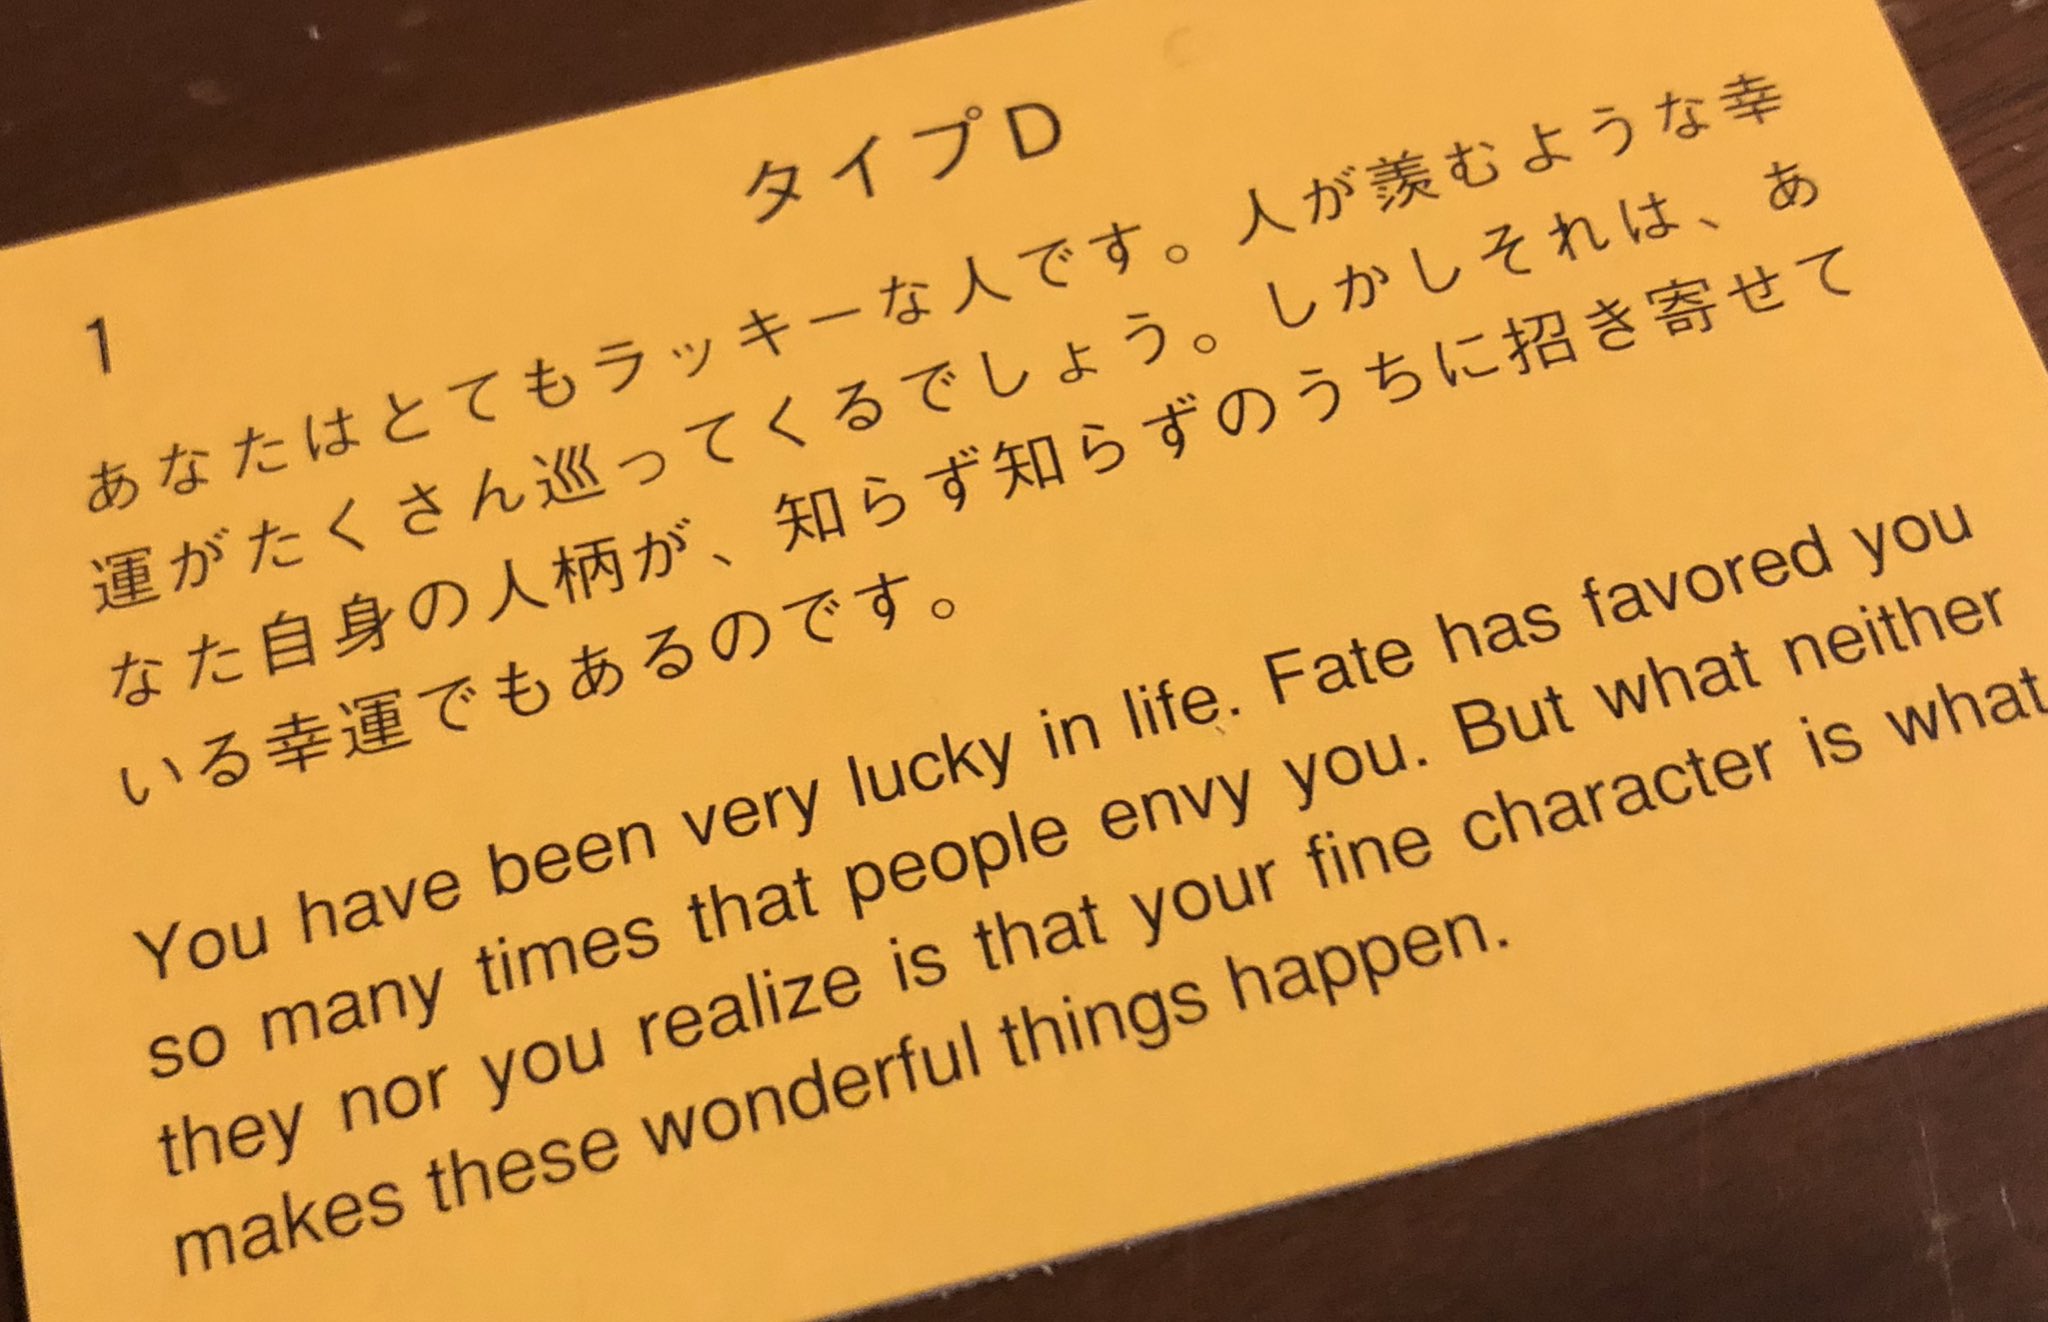 タイプD
1
あなたはとてもラッキーな人です。人が羨むような幸
運がたくさん巡ってくるでしょう。しかしそれは、あ
なた自身の人柄が、知らず知らずのうちに招き寄せて
いる幸運でもあるのです。
You have been very lucky in life. Fate has favored you
so many times that people envy you. But what neither
they nor you realize is that your fine character is what
makes these wonderful things happen.